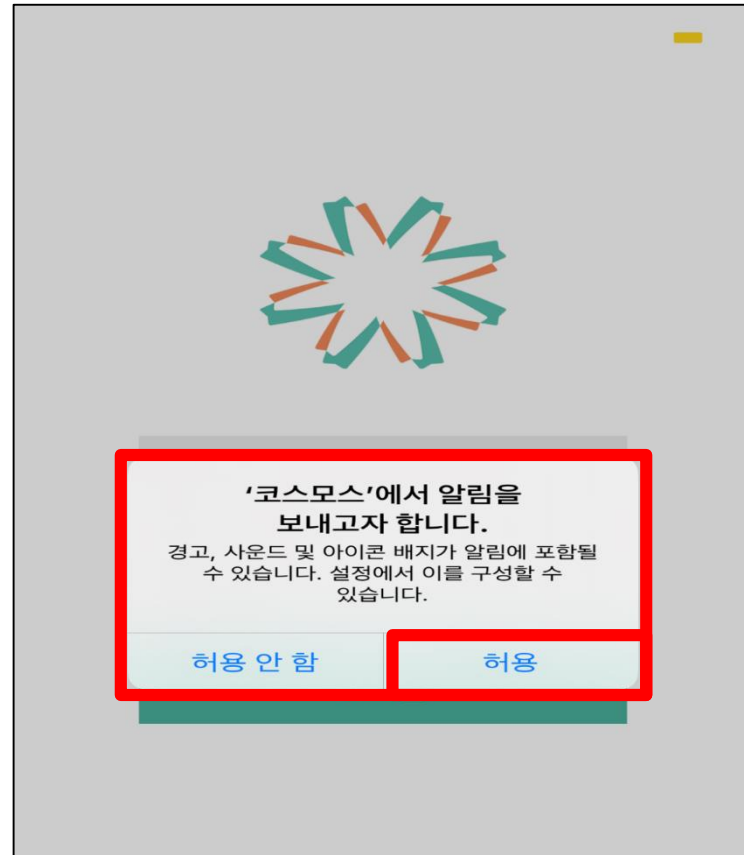 ‘코스모스’에서 알림을
보내고자 합니다.
경고, 사운드 및 아이콘 배지가 알림에 포함될
수 있습니다. 설정에서 이를 구성할 수
있습니다.
허용 안 함 허용